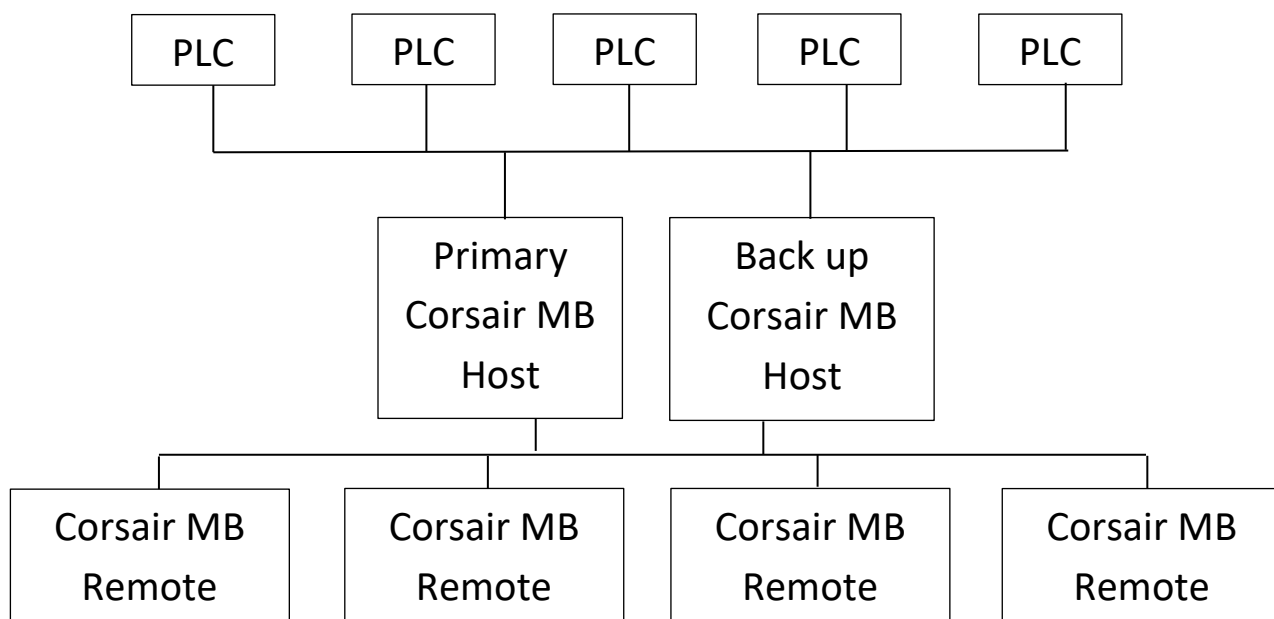 PLC
PLC
PLC
PLC
PLC
Primary
Corsair MB
Host
Back up
Corsair MB
Host
Corsair MB
Remote
Corsair MB
Remote
Corsair MB
Remote
Corsair MB
Remote